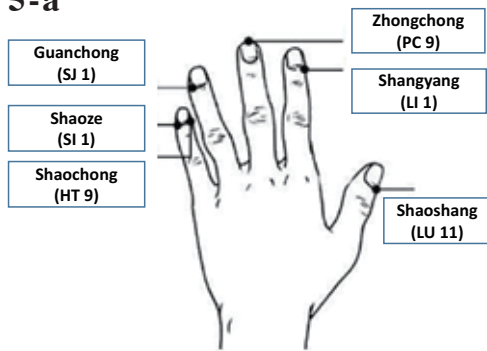 5-a
Guanchong
(SJ 1)
Shaoze
(SI 1)
Shaochong
(HT 9)
Zhongchong
(PC 9)
Shangyang
(LI 1)
Shaoshang
(LU 11)